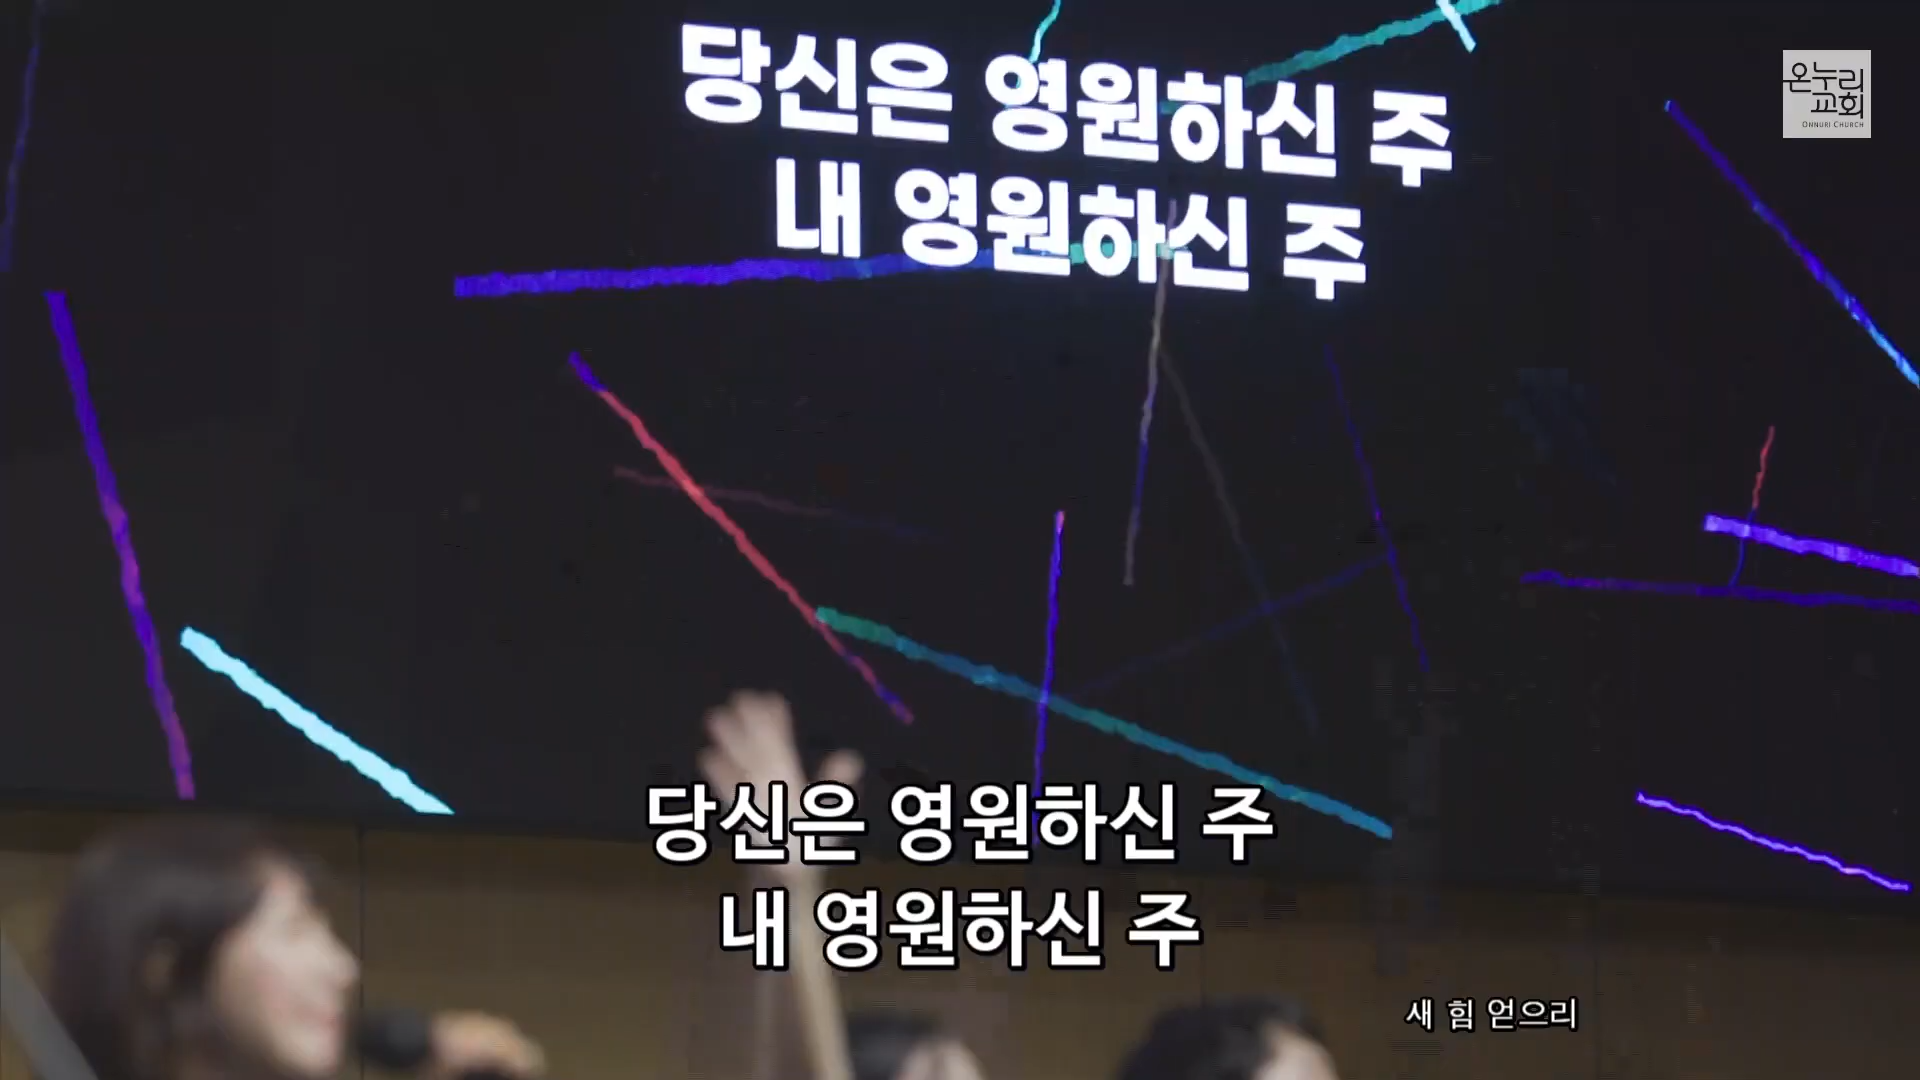 당신은 영원하신 주
내 영원하신 주
온누리
교회
ONNURI CHURCH
당신은 영원하신 주
내 영원하신 주
새 힘 얻으리